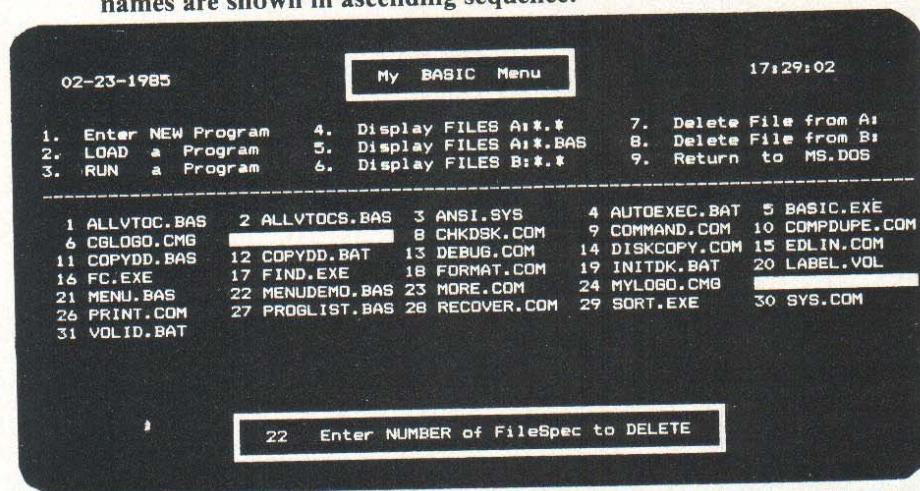 names are shown in ascending sequence.
02-23-1985 My BASIC Menu 17:29:02
1. Enter NEW Program 4. Display FILES A:*.* 7. Delete File from A:
2. LOAD a Program 5. Display FILES A:*.BAS 8. Delete File from B:
3. RUN a Program 6. Display FILES B:*.* 9. Return to MS.DOS
1 ALLVTOC.BAS 2 ALLVTOCS.BAS 3 ANSI.SYS 4 AUTOEXEC.BAT 5 BASIC.EXE
6 CGLOGO.CMG 8 CHKDSK.COM 9 COMMAND.COM 10 COMPDUPE.COM
11 COPYDD.BAS 12 COPYDD.BAT 13 DEBUG.COM 14 DISKCOPY.COM 15 EDLIN.COM
16 FC.EXE 17 FIND.EXE 18 FORMAT.COM 19 INITDK.BAT 20 LABEL.VOL
21 MENU.BAS 22 MENUDEMO.BAS 23 MORE.COM 24 MYLOGO.CMG
26 PRINT.COM 27 PROGLIST.BAS 28 RECOVER.COM 29 SORT.EXE 30 SYS.COM
31 VOLID.BAT
22 Enter NUMBER of FileSpec to DELETE